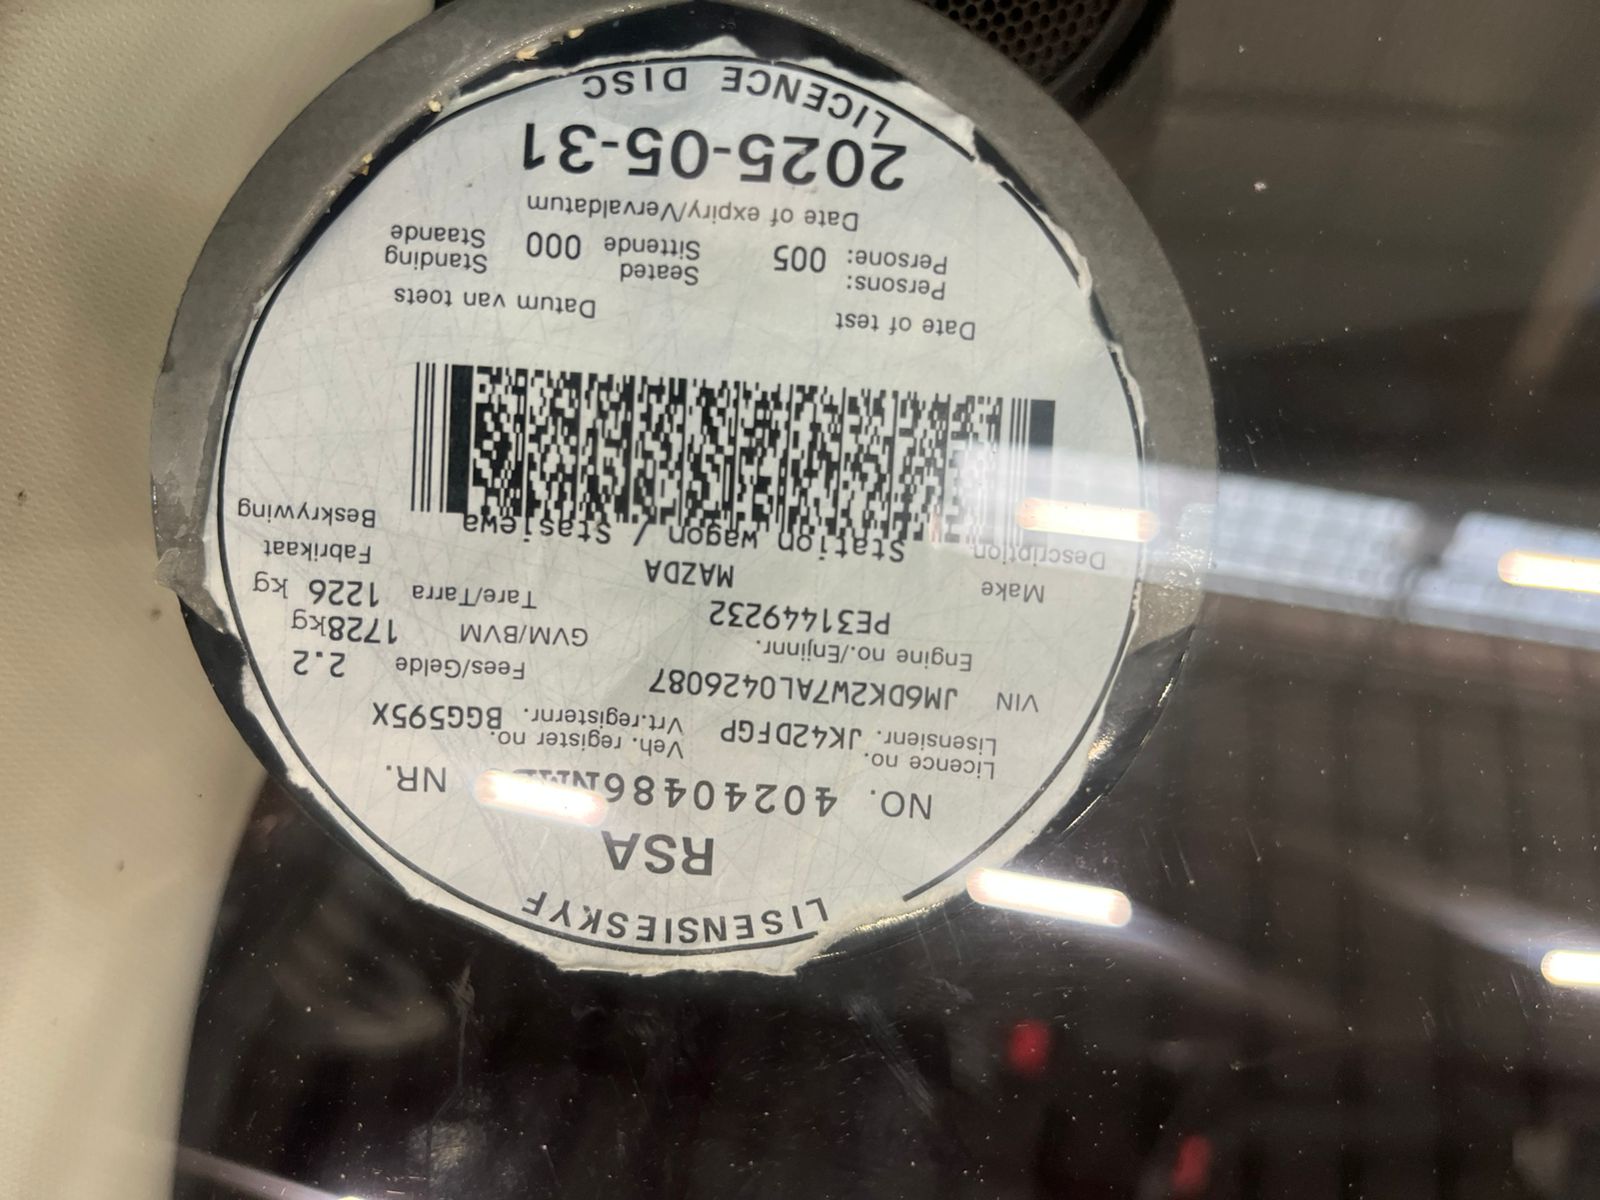 LISENSIESKYF
RSA
NO. 40240486NM NR.
Licence no. Veh. register no.
Lisensienr. JK42DFGP Vrt.registernr. BGG595X
VIN JM6DK2W7AL0426087 Fees/Gelde 2.2
Engine no./Enjinnr. GVM/BVM 1728kg
PE31449232 Tare/Tarra 1226 kg
Make MAZDA Fabrikaat
Description Station wagon / Stasiewa Beskrywing
Date of test Datum van toets
Persons: Seated Standing
Persone: 005 Sittende 000 Staande
Date of expiry/Vervaldatum
2025-05-31
LICENCE DISC